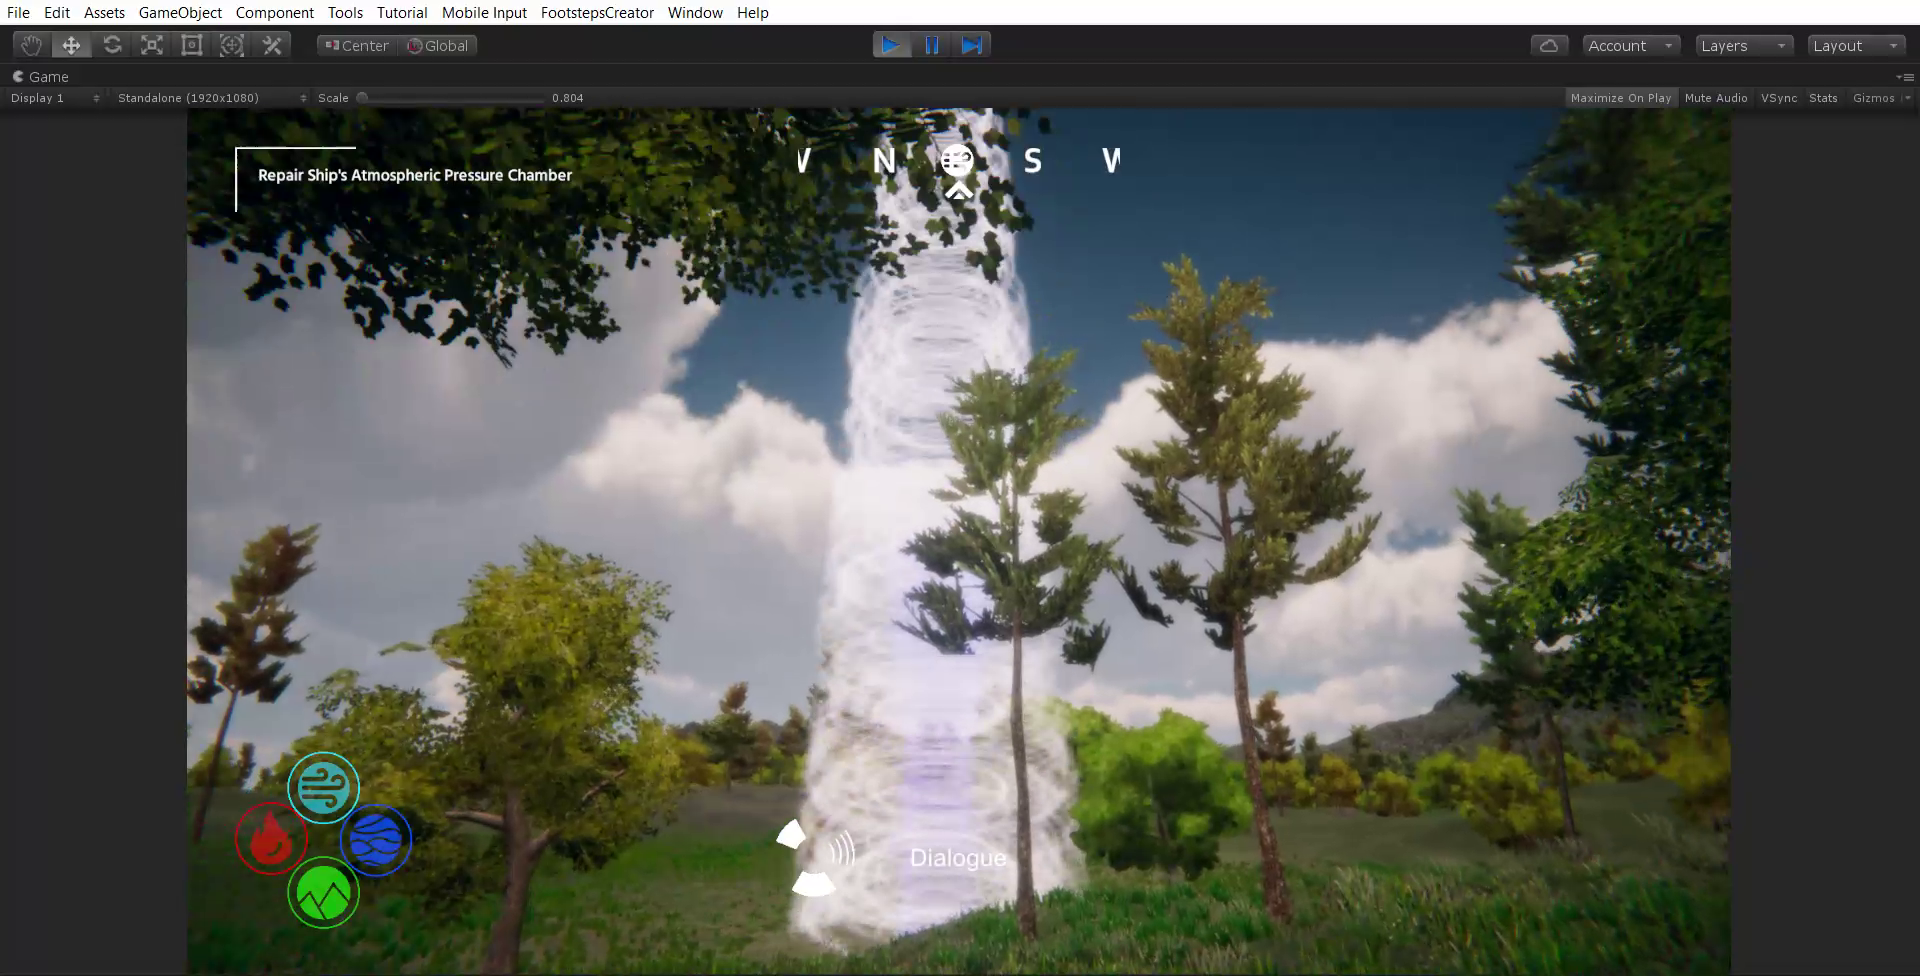 File Edit Assets GameObject Component Tools Tutorial Mobile Input FootstepsCreator Window Help
Center Global Account Layers Layout
Game
Display 1 Standalone (1920x1080) Scale 0.804 Maximize On Play Mute Audio VSync Stats Gizmos
N S W
Repair Ship's Atmospheric Pressure Chamber
Dialogue